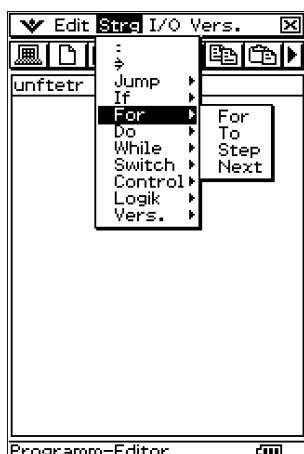 Edit Strg I/O Vers.
:
⇒
unftetr
Jump
If
For
Do
While
Switch
Control
Logik
Vers.
For
To
Step
Next
Programm-Editor